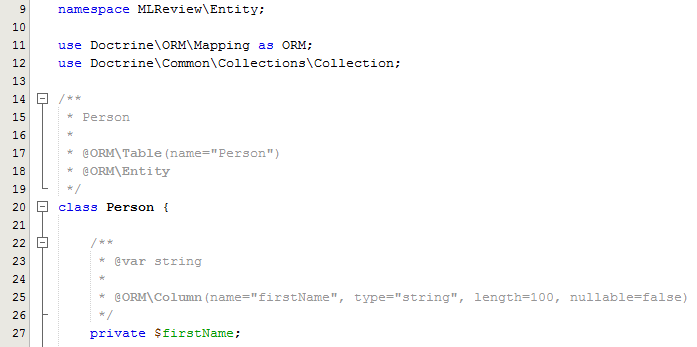 9 namespace MLReview\Entity;
10
11 use Doctrine\ORM\Mapping as ORM;
12 use Doctrine\Common\Collections\Collection;
13
14 /**
15 * Person
16 *
17 * @ORM\Table(name="Person")
18 * @ORM\Entity
19 */
20 class Person {
21
22 /**
23 * @var string
24 *
25 * @ORM\Column(name="firstName", type="string", length=100, nullable=false)
26 */
27 private $firstName;